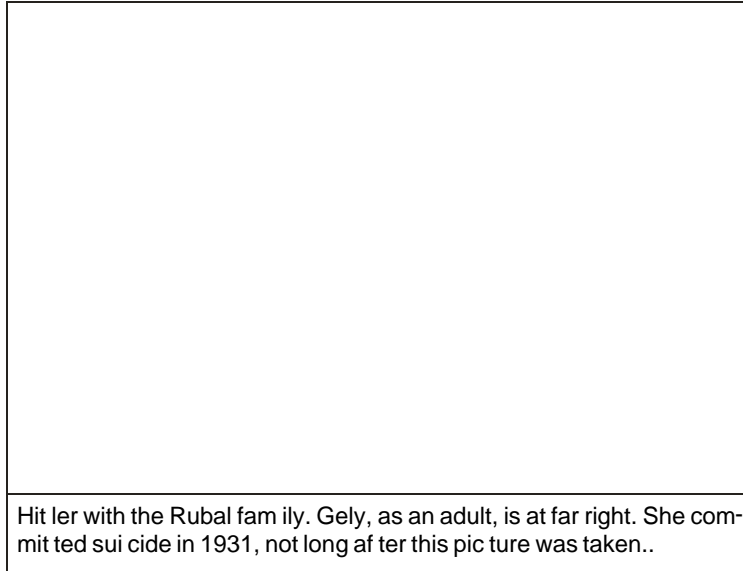 Hit ler with the Rubal fam ily. Gely, as an adult, is at far right. She com-
mit ted sui cide in 1931, not long af ter this pic ture was taken..